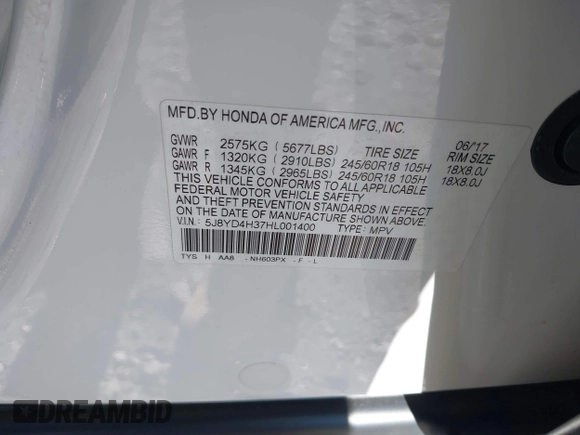 MFD.BY HONDA OF AMERICA MFG.,INC.
06/17
GVWR 2575KG ( 5677LBS) TIRE SIZE RIM SIZE
GAWR F 1320KG ( 2910LBS) 245/60R18 105H 18X8.0J
GAWR R 1345KG ( 2965LBS) 245/60R18 105H 18X8.0J
THIS VEHICLE CONFORMS TO ALL APPLICABLE
FEDERAL MOTOR VEHICLE SAFETY
STANDARDS IN EFFECT ON THE
DATE OF MANUFACTURE SHOWN ABOVE.
V.I.N.: 5J8YD4H37HL001400 TYPE: MPV
TYS H AA8 - NH603PX - F - L
DREAMBID